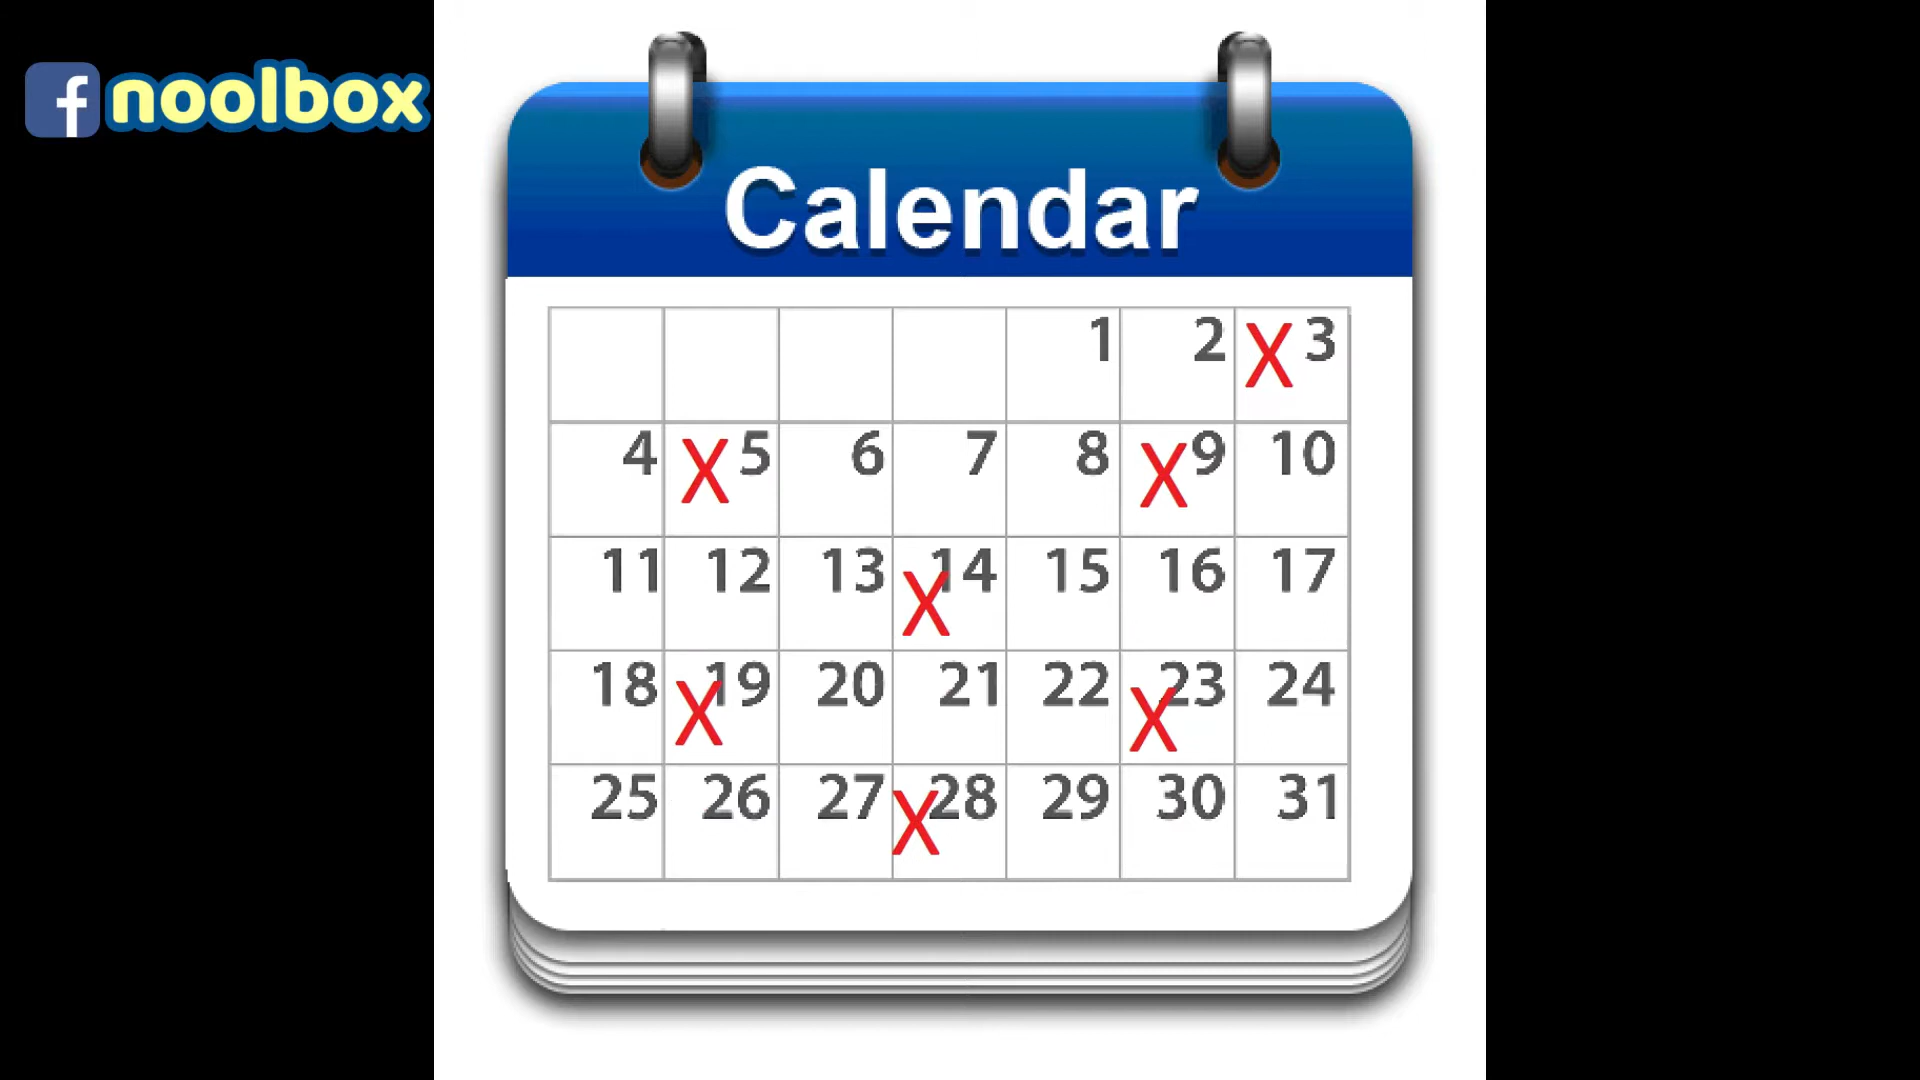 f noolbox
Calendar
1 2 X 3
4 X 5 6 7 8 X 9 10
11 12 13 X 14 15 16 17
18 X 19 20 21 22 X 23 24
25 26 27 X 28 29 30 31